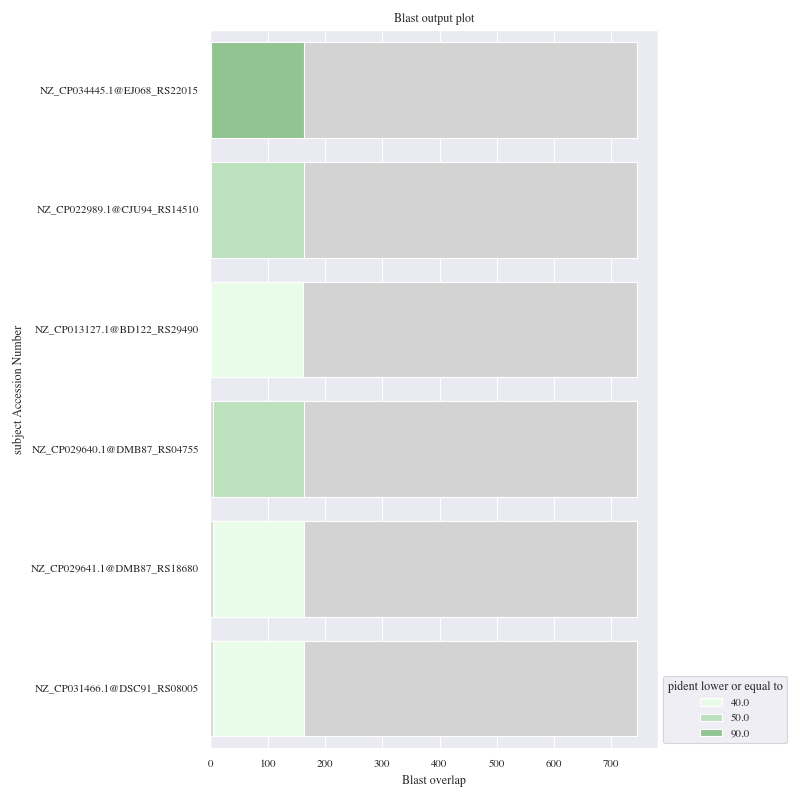 Blast output plot
NZ_CP034445.1@EJ068_RS22015
NZ_CP022989.1@CJU94_RS14510
NZ_CP013127.1@BD122_RS29490
NZ_CP029640.1@DMB87_RS04755
NZ_CP029641.1@DMB87_RS18680
NZ_CP031466.1@DSC91_RS08005
subject Accession Number
0 100 200 300 400 500 600 700
Blast overlap
pident lower or equal to
40.0
50.0
90.0